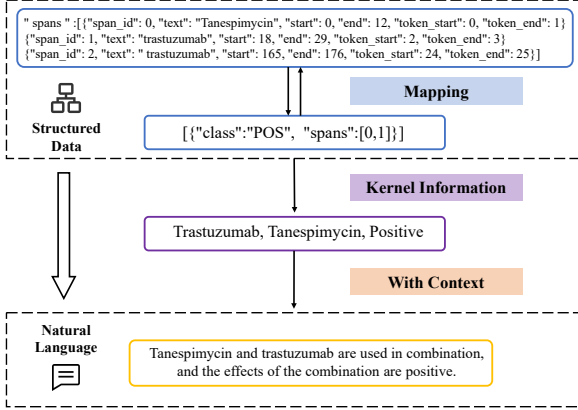 " spans " :[{"span_id": 0, "text": "Tanespimycin", "start": 0, "end": 12, "token_start": 0, "token_end": 1}
{"span_id": 1, "text": "trastuzumab", "start": 18, "end": 29, "token_start": 2, "token_end": 3}
{"span_id": 2, "text": " trastuzumab", "start": 165, "end": 176, "token_start": 24, "token_end": 25}]
Mapping
Structured
Data
[{"class":"POS", "spans":[0,1]}]
Kernel Information
Trastuzumab, Tanespimycin, Positive
With Context
Natural
Language
Tanespimycin and trastuzumab are used in combination,
and the effects of the combination are positive.